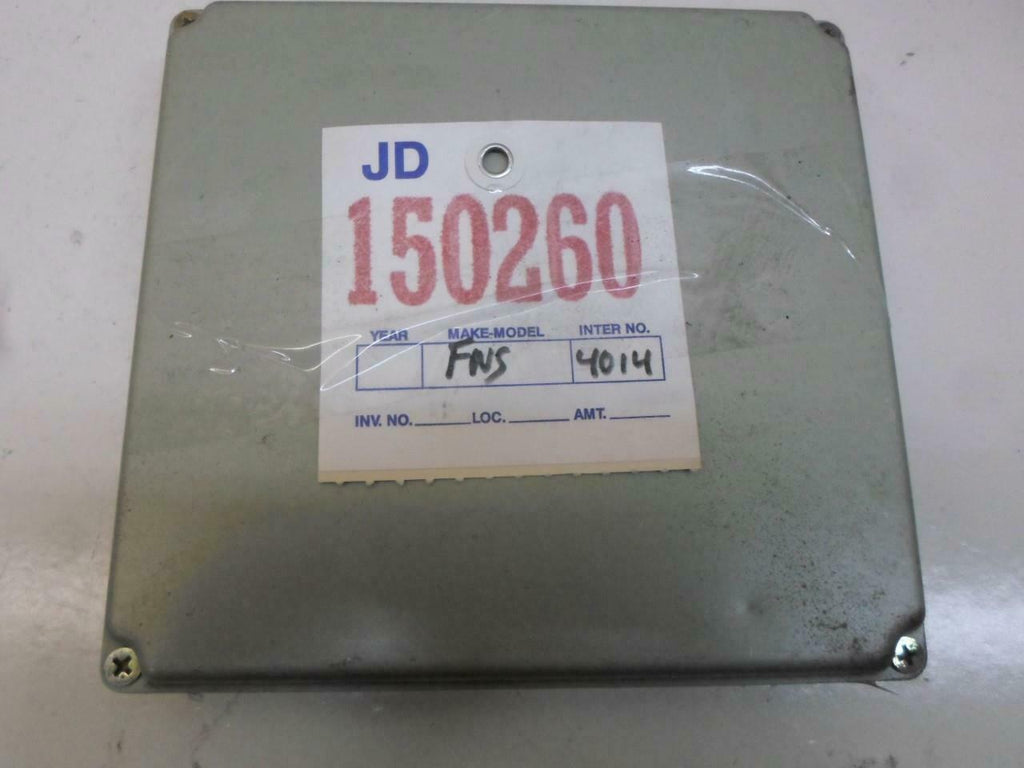 JD
150260
YEAR MAKE-MODEL INTER NO.
FNS 4014
INV. NO. LOC. AMT.